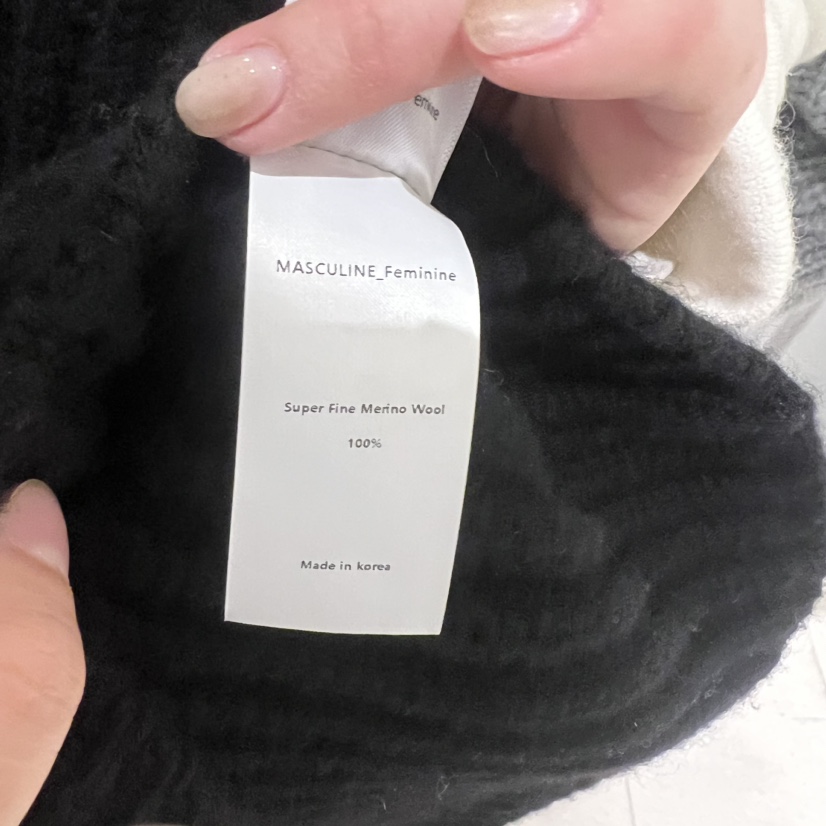 MASCULINE_Feminine
Super Fine Merino Wool
100%
Made in korea